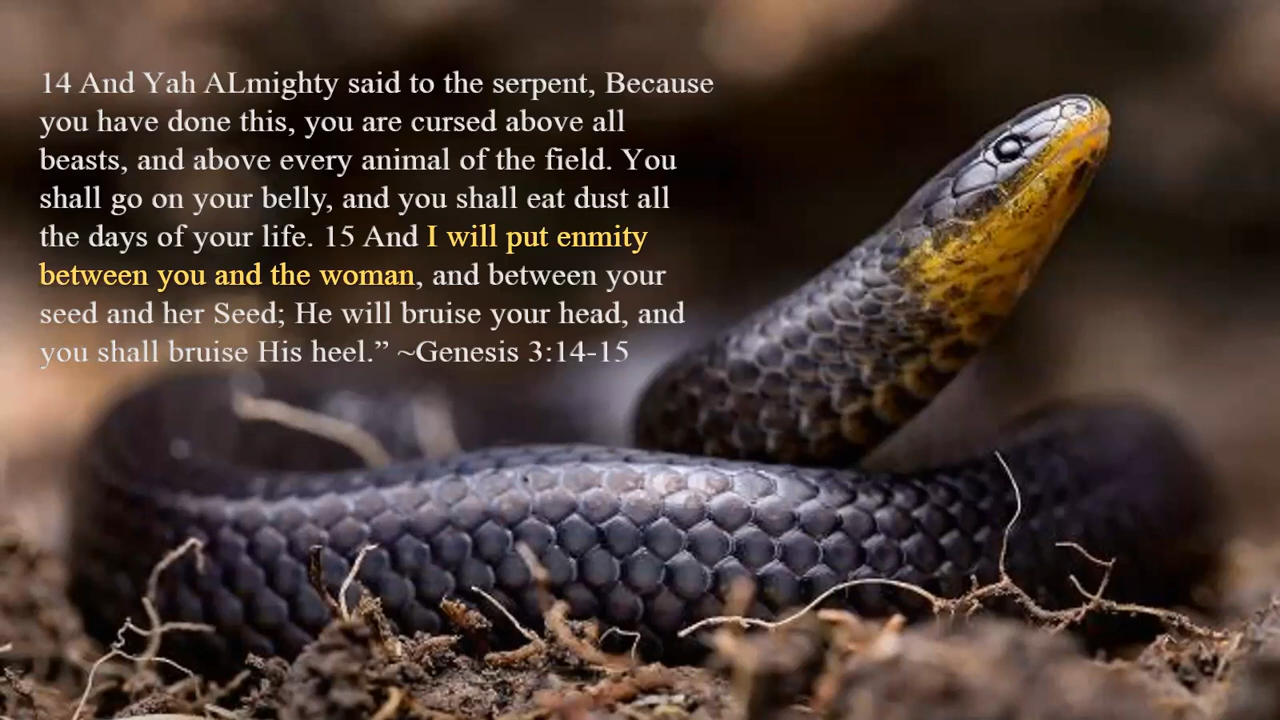 14 And Yah ALmighty said to the serpent, Because
you have done this, you are cursed above all
beasts, and above every animal of the field. You
shall go on your belly, and you shall eat dust all
the days of your life. 15 And I will put enmity
between you and the woman, and between your
seed and her Seed; He will bruise your head, and
you shall bruise His heel.” ~Genesis 3:14-15